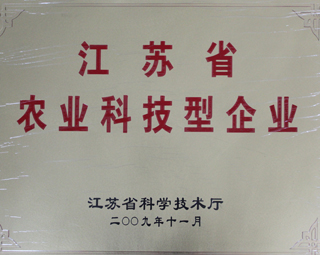 江苏省
农业科技型企业
江苏省科学技术厅
二〇〇九年十一月